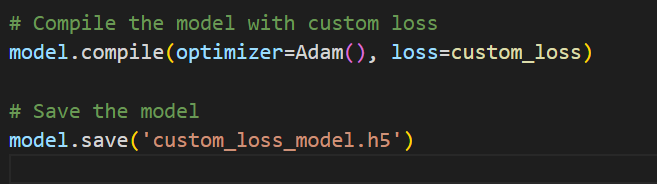 # Compile the model with custom loss
model.compile(optimizer=Adam(), loss=custom_loss)
# Save the model
model.save('custom_loss_model.h5')